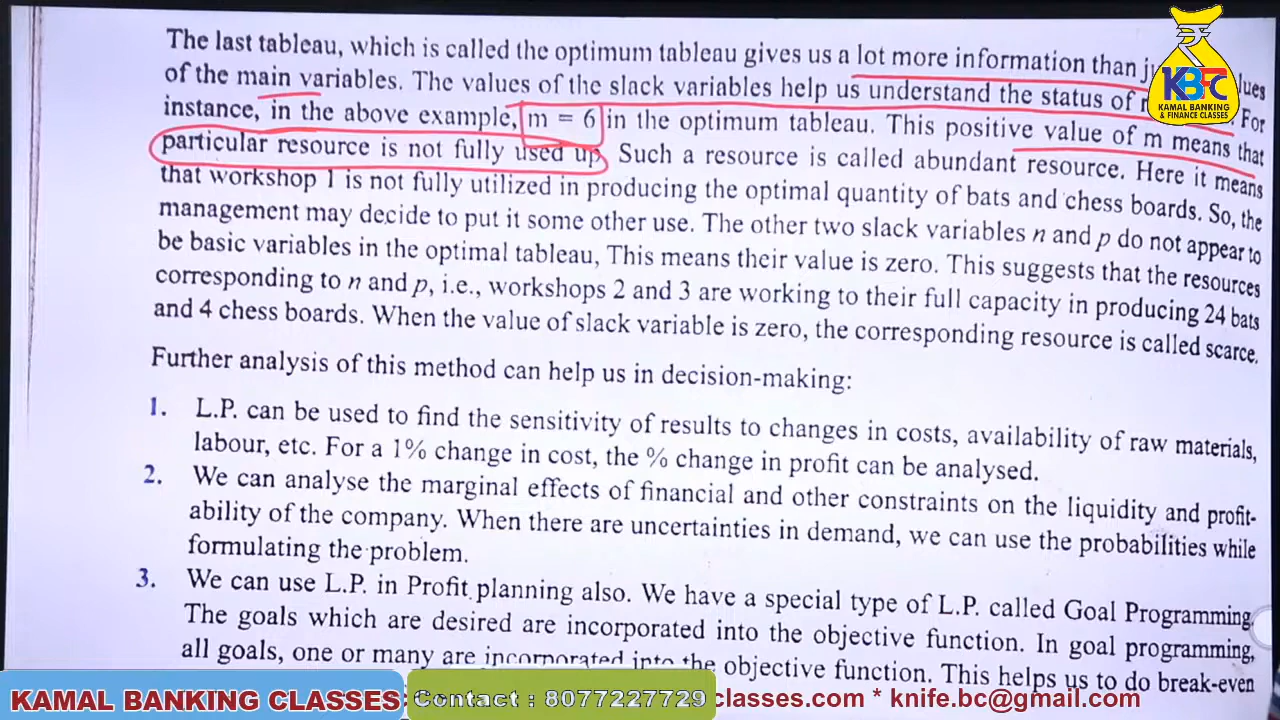 The last tableau, which is called the optimum tableau gives us a lot more information than
of the main variables. The values of the slack variables help us understand the status of For
instance, in the above example, m = 6 in the optimum tableau. This positive value of m means that
particular resource is not fully used up. Such a resource is called abundant resource. Here it means
that workshop 1 is not fully utilized in producing the optimal quantity of bats and chess boards. So, the
management may decide to put it some other use. The other two slack variables n and p do not appear to
be basic variables in the optimal tableau, This means their value is zero. This suggests that the resources
corresponding to n and p, i.e., workshops 2 and 3 are working to their full capacity in producing 24 bats
and 4 chess boards. When the value of slack variable is zero, the corresponding resource is called scarce.
Further analysis of this method can help us in decision-making:
1. L.P. can be used to find the sensitivity of results to changes in costs, availability of raw materials,
labour, etc. For a 1% change in cost, the % change in profit can be analysed.
2. We can analyse the marginal effects of financial and other constraints on the liquidity and profit-
ability of the company. When there are uncertainties in demand, we can use the probabilities while
formulating the problem.
3. We can use L.P. in Profit planning also. We have a special type of L.P. called Goal Programming.
The goals which are desired are incorporated into the objective function. In goal programming,
all goals, one or many are incorporated into the objective function. This helps us to do break-even
KBC
KAMAL BANKING
& FINANCE CLASSES
KAMAL BANKING CLASSES Contact : 8077227729 classes.com * knife.bc@gmail.com